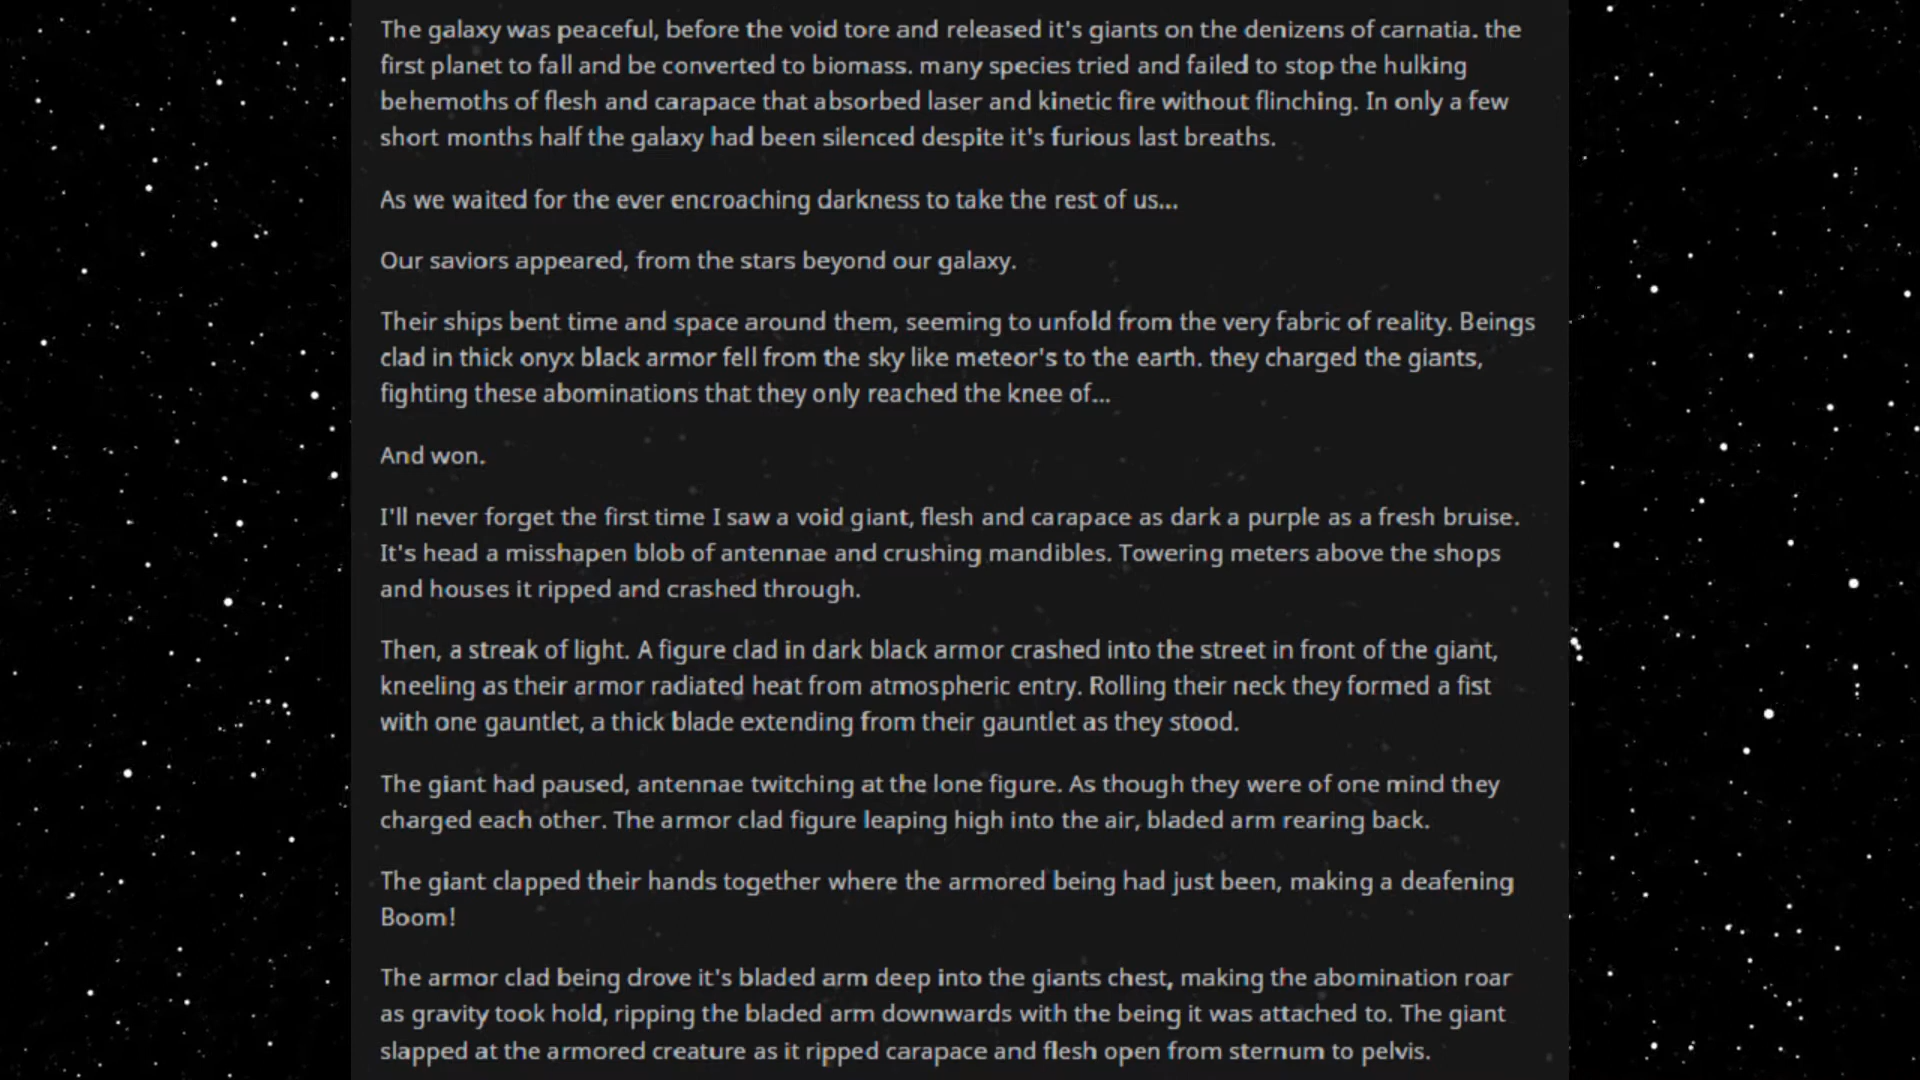 The galaxy was peaceful, before the void tore and released it's giants on the denizens of carnatia. the
first planet to fall and be converted to biomass. many species tried and failed to stop the hulking
behemoths of flesh and carapace that absorbed laser and kinetic fire without flinching. In only a few
short months half the galaxy had been silenced despite it's furious last breaths.
As we waited for the ever encroaching darkness to take the rest of us...
Our saviors appeared, from the stars beyond our galaxy.
Their ships bent time and space around them, seeming to unfold from the very fabric of reality. Beings
clad in thick onyx black armor fell from the sky like meteor's to the earth. they charged the giants,
fighting these abominations that they only reached the knee of...
And won.
I'll never forget the first time I saw a void giant, flesh and carapace as dark a purple as a fresh bruise.
It's head a misshapen blob of antennae and crushing mandibles. Towering meters above the shops
and houses it ripped and crashed through.
Then, a streak of light. A figure clad in dark black armor crashed into the street in front of the giant,
kneeling as their armor radiated heat from atmospheric entry. Rolling their neck they formed a fist
with one gauntlet, a thick blade extending from their gauntlet as they stood.
The giant had paused, antennae twitching at the lone figure. As though they were of one mind they
charged each other. The armor clad figure leaping high into the air, bladed arm rearing back.
The giant clapped their hands together where the armored being had just been, making a deafening
Boom!
The armor clad being drove it's bladed arm deep into the giants chest, making the abomination roar
as gravity took hold, ripping the bladed arm downwards with the being it was attached to. The giant
slapped at the armored creature as it ripped carapace and flesh open from sternum to pelvis.